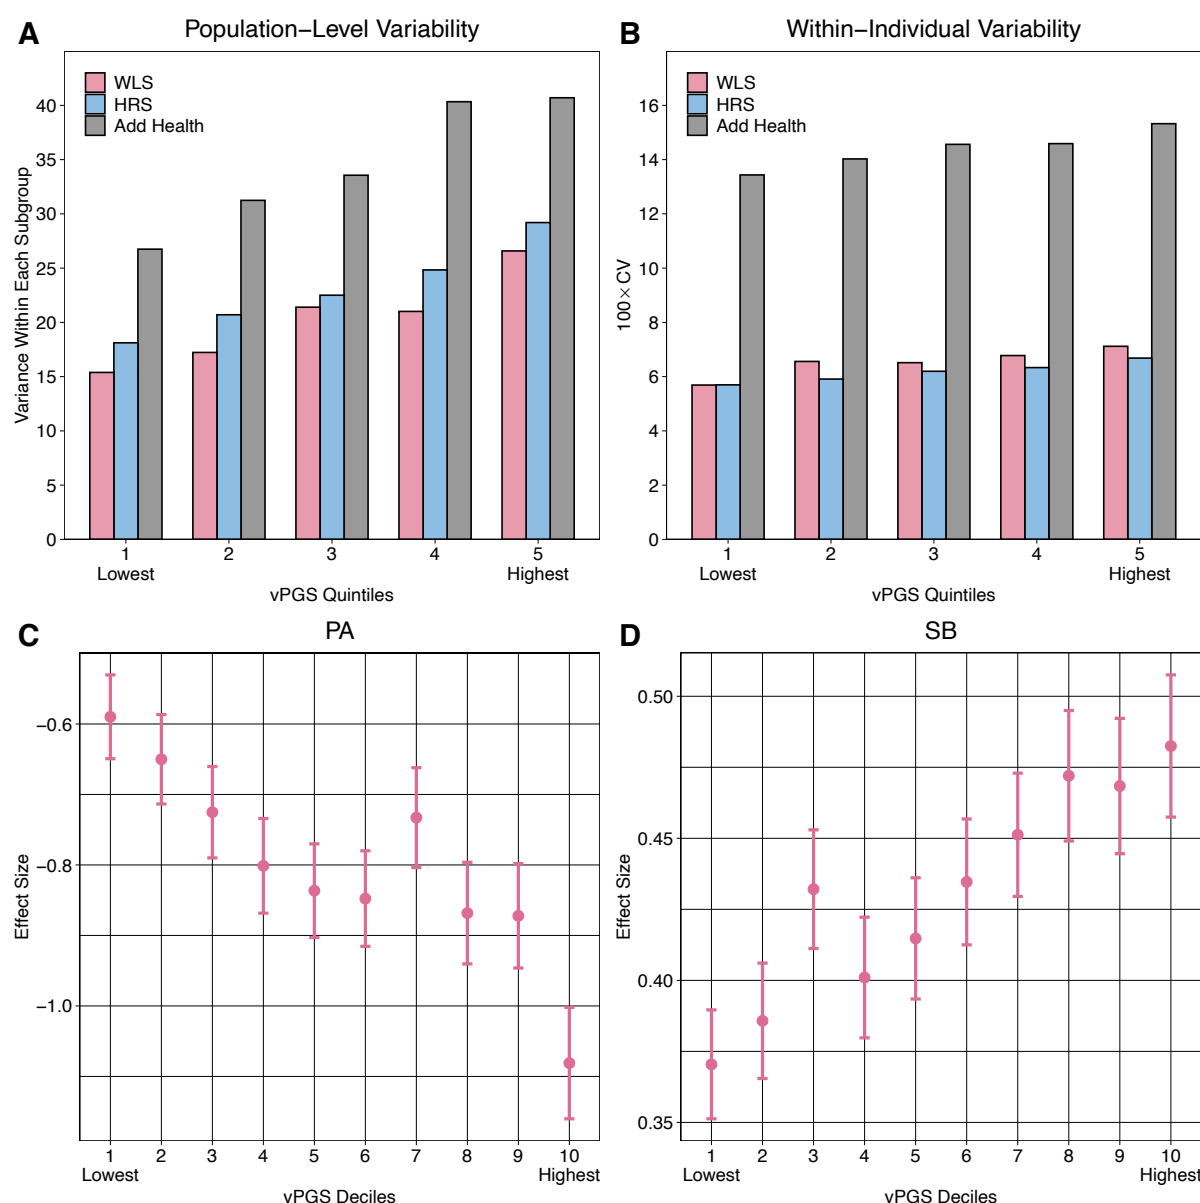 A
Population−Level Variability
WLS
HRS
Add Health
Variance Within Each Subgroup
40
35
30
25
20
15
10
5
0
1
2
3
4
5
Lowest
Highest
vPGS Quintiles
B
Within−Individual Variability
WLS
HRS
Add Health
100×CV
16
14
12
10
8
6
4
2
0
1
2
3
4
5
Lowest
Highest
vPGS Quintiles
C
PA
Effect Size
−0.6
−0.8
−1.0
1
2
3
4
5
6
7
8
9
10
Lowest
Highest
vPGS Deciles
D
SB
Effect Size
0.50
0.45
0.40
0.35
1
2
3
4
5
6
7
8
9
10
Lowest
Highest
vPGS Deciles